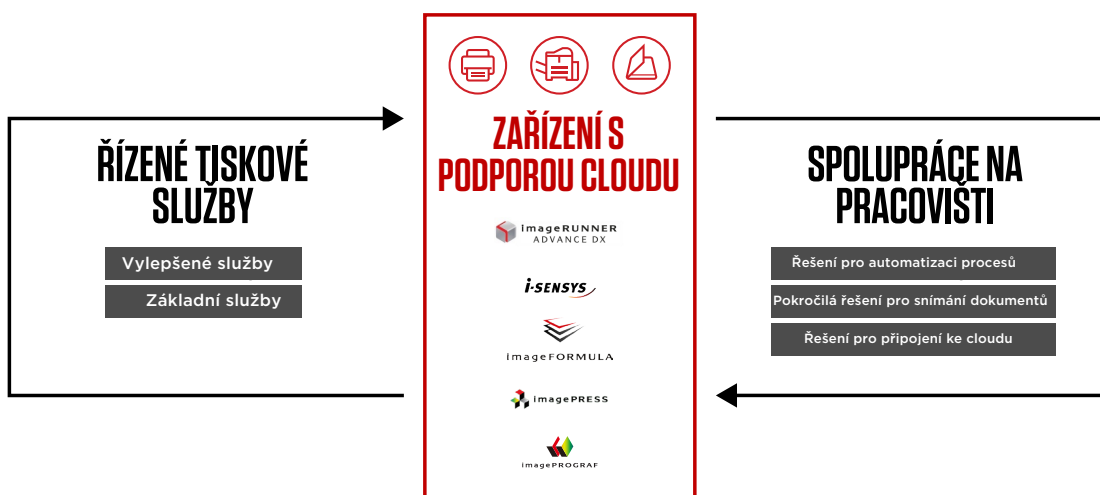 ŘÍZENÉ TISKOVÉ
SLUŽBY
Vylepšené služby
Základní služby
ZAŘÍZENÍ S
PODPOROU CLOUDU
imageRUNNER
ADVANCE DX
i-SENSYS
imageFORMULA
imagePRESS
imagePROGRAF
SPOLUPRÁCE NA
PRACOVIŠTI
Řešení pro automatizaci procesů
Pokročilá řešení pro snímání dokumentů
Řešení pro připojení ke cloudu